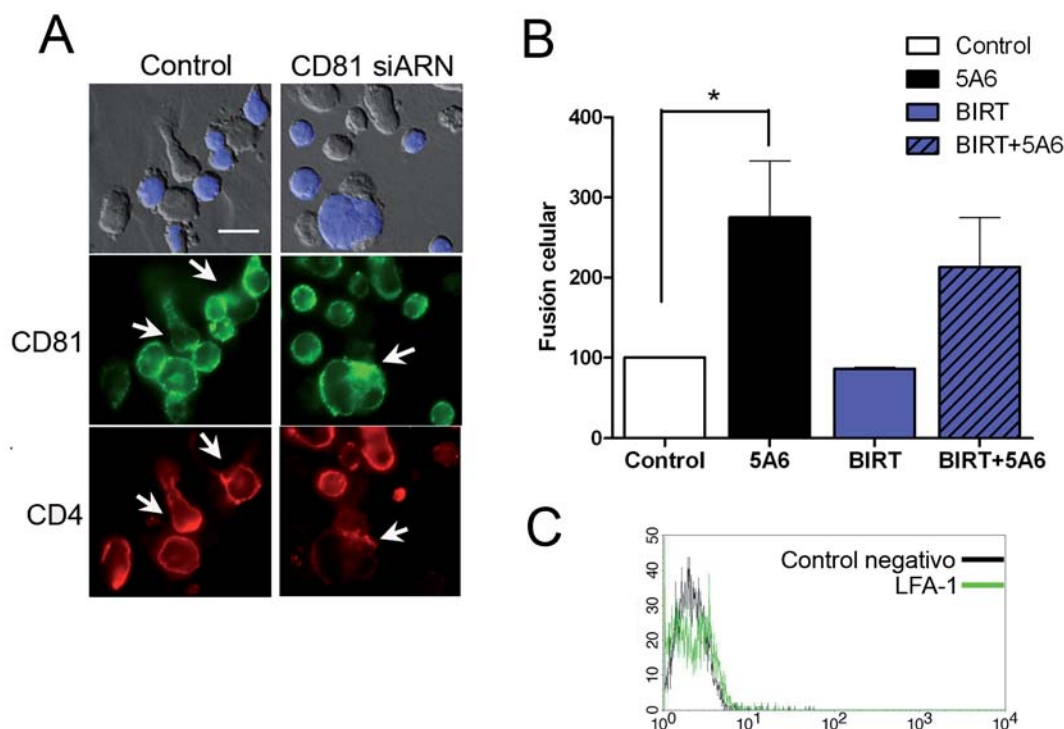 A
Control
CD81 siARN
CD81
CD4
B
Control
5A6
BIRT
BIRT+5A6
*
Fusión celular
400
300
200
100
0
Control
5A6
BIRT
BIRT+5A6
C
Control negativo
LFA-1
50
40
30
20
10
0
10⁰
10¹
10²
10³
10⁴